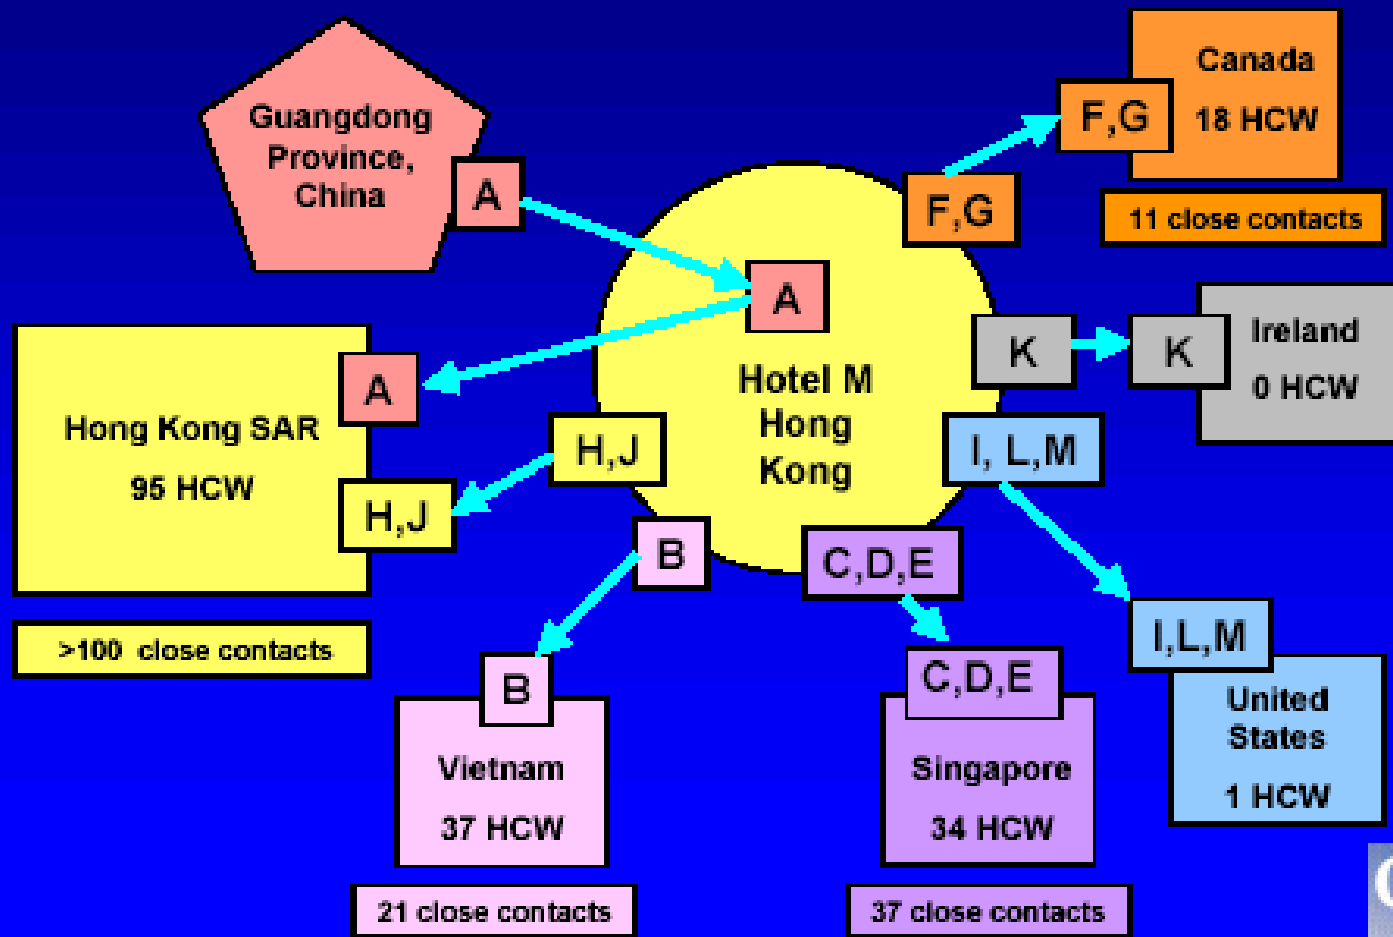 Guangdong
Province,
China
A
Canada
18 HCW
F,G
F,G
11 close contacts
A
Hotel M
Hong
Kong
K
K
Ireland
0 HCW
A
Hong Kong SAR
95 HCW
H,J
H,J
I, L,M
>100 close contacts
B
C,D,E
I,L,M
United
States
1 HCW
B
Vietnam
37 HCW
C,D,E
Singapore
34 HCW
21 close contacts
37 close contacts